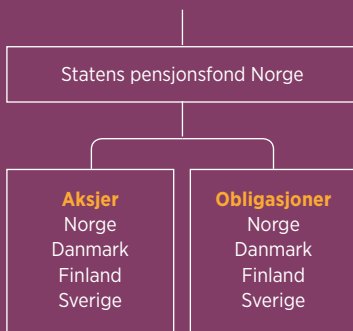 Statens pensjonsfond Norge
Aksjer
Norge
Danmark
Finland
Sverige
Obligasjoner
Norge
Danmark
Finland
Sverige